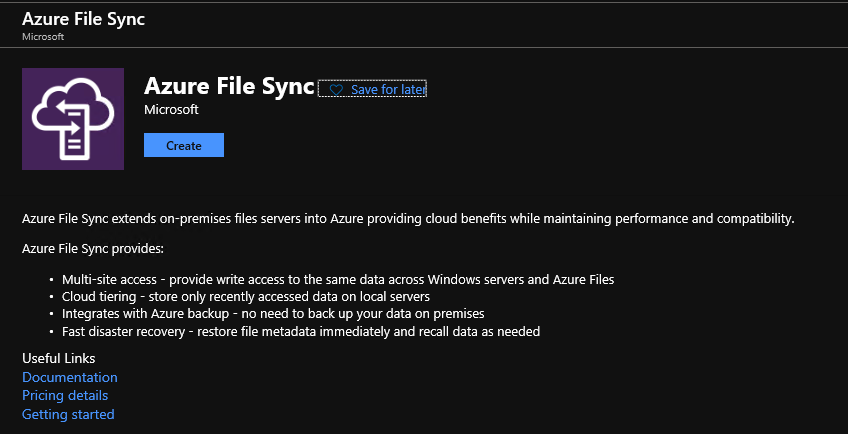 Azure File Sync
Microsoft
Azure File Sync
Save for later
Microsoft
Create
Azure File Sync extends on-premises files servers into Azure providing cloud benefits while maintaining performance and compatibility.
Azure File Sync provides:
• Multi-site access - provide write access to the same data across Windows servers and Azure Files
• Cloud tiering - store only recently accessed data on local servers
• Integrates with Azure backup - no need to back up your data on premises
• Fast disaster recovery - restore file metadata immediately and recall data as needed
Useful Links
Documentation
Pricing details
Getting started